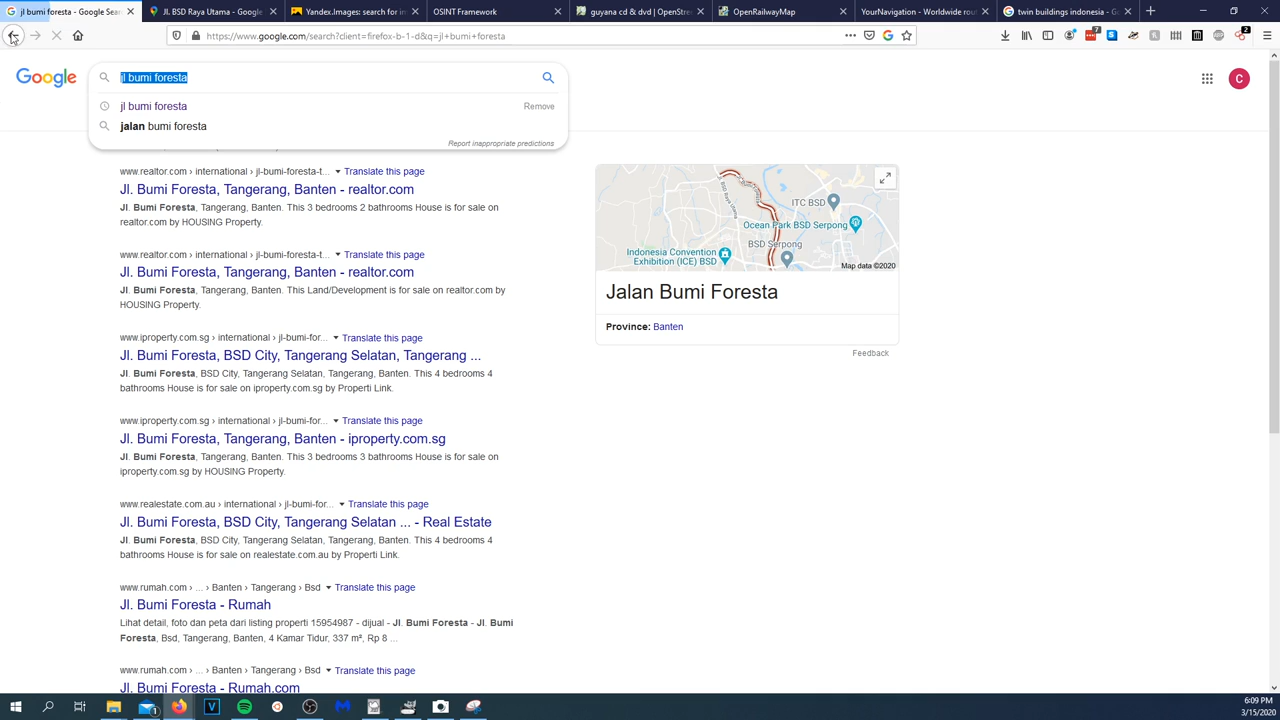 jl bumi foresta - Google Search
Jl. BSD Raya Utama - Google
Yandex.Images: search for im
OSINT Framework
guyana cd & dvd | OpenStree
OpenRailwayMap
YourNavigation - Worldwide rou
twin buildings indonesia - Goo
https://www.google.com/search?client=firefox-b-1-d&q=jl+bumi+foresta
Google
jl bumi foresta
C
jl bumi foresta Remove
jalan bumi foresta
Report inappropriate predictions
www.realtor.com › international › jl-bumi-foresta-t... Translate this page
Jl. Bumi Foresta, Tangerang, Banten - realtor.com
Jl. Bumi Foresta, Tangerang, Banten. This 3 bedrooms 2 bathrooms House is for sale on
realtor.com by HOUSING Property.
www.realtor.com › international › jl-bumi-foresta-t... Translate this page
Jl. Bumi Foresta, Tangerang, Banten - realtor.com
Jl. Bumi Foresta, Tangerang, Banten. This Land/Development is for sale on realtor.com by
HOUSING Property.
www.iproperty.com.sg › international › jl-bumi-for... Translate this page
Jl. Bumi Foresta, BSD City, Tangerang Selatan, Tangerang ...
Jl. Bumi Foresta, BSD City, Tangerang Selatan, Tangerang, Banten. This 4 bedrooms 4
bathrooms House is for sale on iproperty.com.sg by Properti Link.
www.iproperty.com.sg › international › jl-bumi-for... Translate this page
Jl. Bumi Foresta, Tangerang, Banten - iproperty.com.sg
Jl. Bumi Foresta, Tangerang, Banten. This 3 bedrooms 3 bathrooms House is for sale on
iproperty.com.sg by HOUSING Property.
www.realestate.com.au › international › jl-bumi-for... Translate this page
Jl. Bumi Foresta, BSD City, Tangerang Selatan ... - Real Estate
Jl. Bumi Foresta, BSD City, Tangerang Selatan, Tangerang, Banten. This 4 bedrooms 4
bathrooms House is for sale on realestate.com.au by Properti Link.
www.rumah.com › ... › Banten › Tangerang › Bsd Translate this page
Jl. Bumi Foresta - Rumah
Lihat detail, foto dan peta dari listing properti 15954987 - dijual - Jl. Bumi Foresta - Jl. Bumi
Foresta, Bsd, Tangerang, Banten, 4 Kamar Tidur, 337 m², Rp 8 ...
www.rumah.com › ... › Banten › Tangerang › Bsd Translate this page
Jl. Bumi Foresta - Rumah.com
BSD Raya Utama
ITC BSD
Ocean Park BSD Serpong
BSD Serpong
Indonesia Convention
Exhibition (ICE) BSD
Map data ©2020
Jalan Bumi Foresta
Province: Banten
Feedback
6:09 PM
3/15/2020